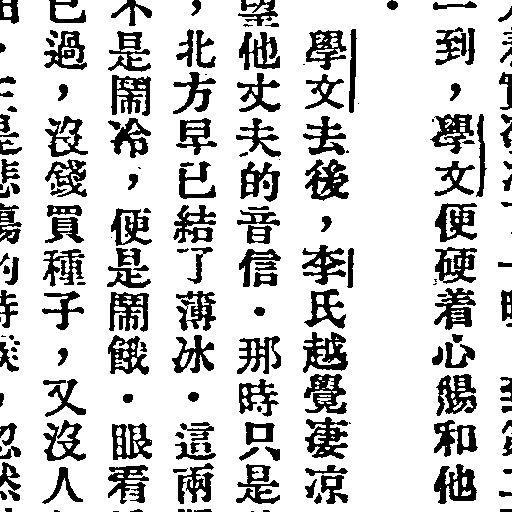 一到，學文便硬着心腸和他
學文去後，李氏越覺凄凉
望他丈夫的音信．那時只是
，北方早已結了薄冰．這兩
不是鬧冷，便是鬧餓．眼看
已過，沒錢買種子，又沒人
是悲傷的時候，忽然